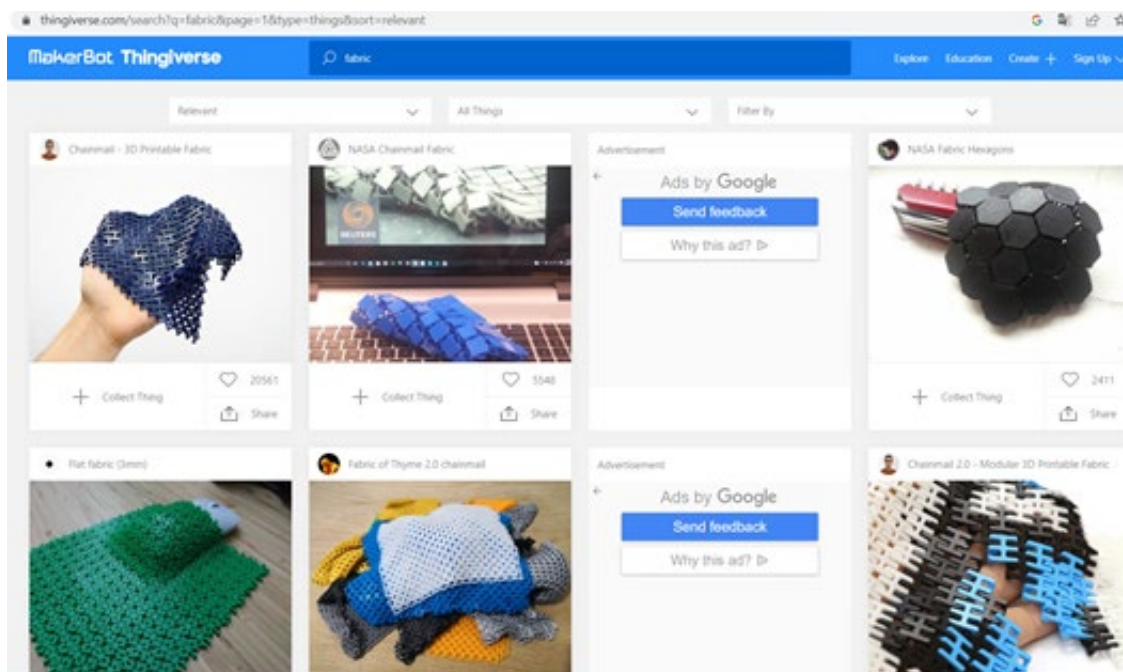 thingiverse.com/search?q=fabric&page=1&type=things&sort=relevant
MakerBot Thingiverse
fabric
Explore
Education
Create +
Sign Up
Relevant
All Things
Filter By
Chainmail - 3D Printable Fabric
NASA Chainmail Fabric
Advertisement
NASA Fabric Hexagons
REUTERS
Ads by Google
Send feedback
Why this ad?
Collect Thing
20561
Share
Collect Thing
5548
Share
Collect Thing
2411
Share
Flat fabric (3mm)
Fabric of Thyme 2.0 chainmail
Advertisement
Chainmail 2.0 - Modular 3D Printable Fabric
Ads by Google
Send feedback
Why this ad?